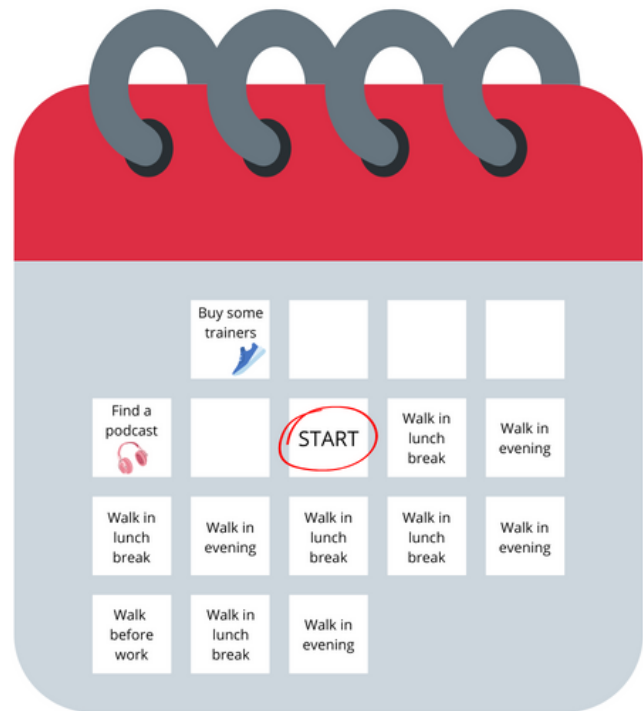 Buy some
trainers
Find a
podcast
START
Walk in
lunch
break
Walk in
evening
Walk in
lunch
break
Walk in
evening
Walk in
lunch
break
Walk in
lunch
break
Walk in
evening
Walk
before
work
Walk in
lunch
break
Walk in
evening